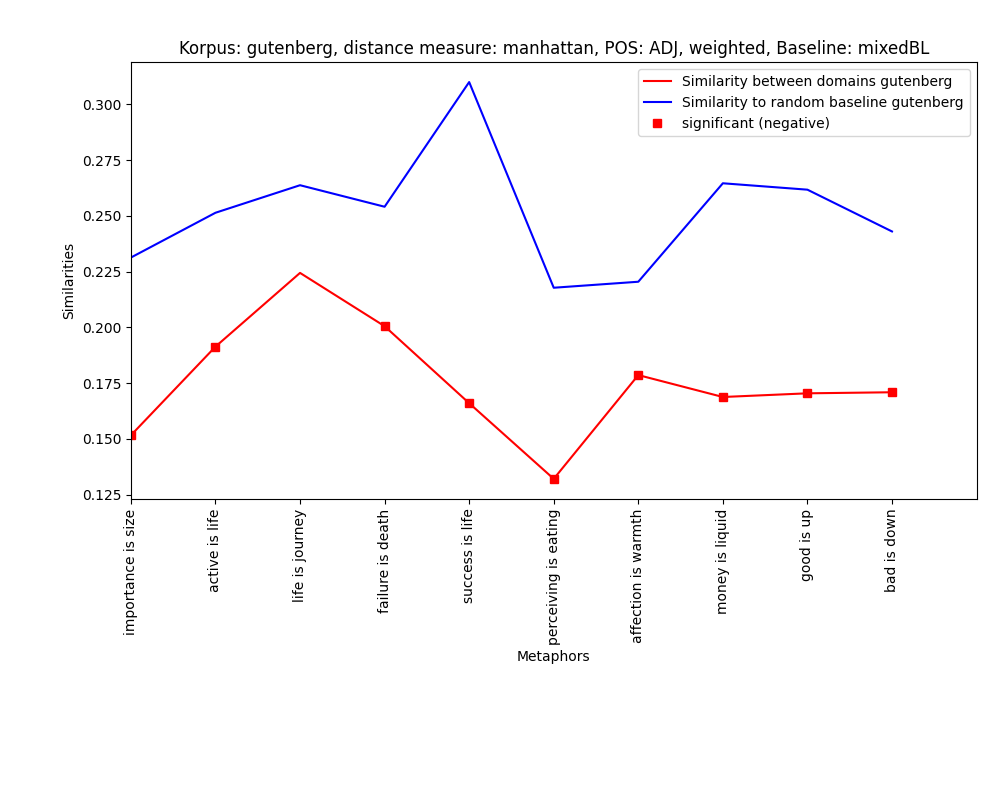 Korpus: gutenberg, distance measure: manhattan, POS: ADJ, weighted, Baseline: mixedBL
Similarity between domains gutenberg
Similarity to random baseline gutenberg
significant (negative)
0.300
0.275
0.250
0.225
0.200
0.175
0.150
0.125
Similarities
importance is size
active is life
life is journey
failure is death
success is life
perceiving is eating
affection is warmth
money is liquid
good is up
bad is down
Metaphors